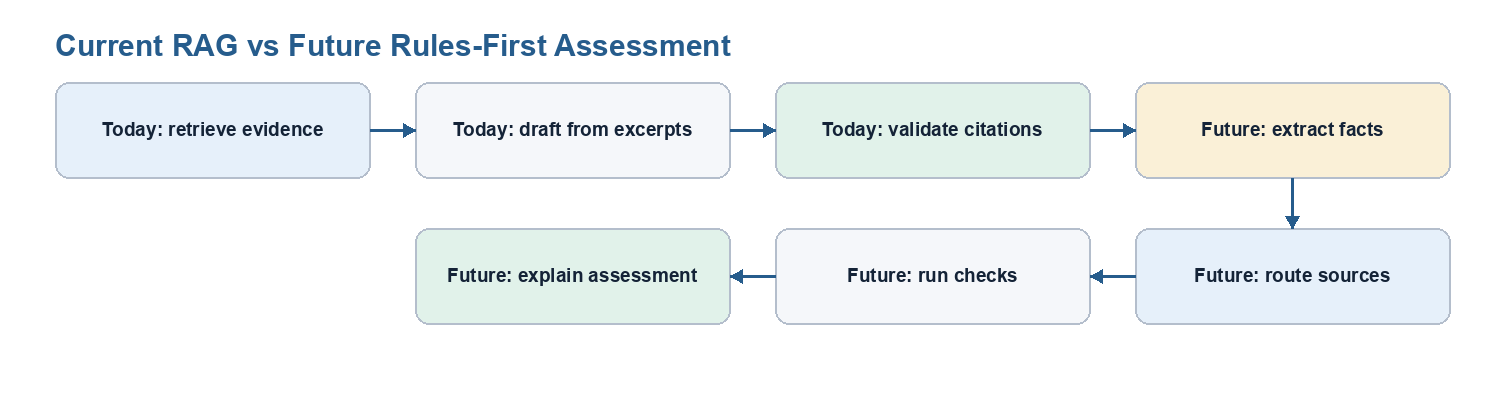 Current RAG vs Future Rules-First Assessment
Today: retrieve evidence
Today: draft from excerpts
Today: validate citations
Future: extract facts
Future: route sources
Future: run checks
Future: explain assessment